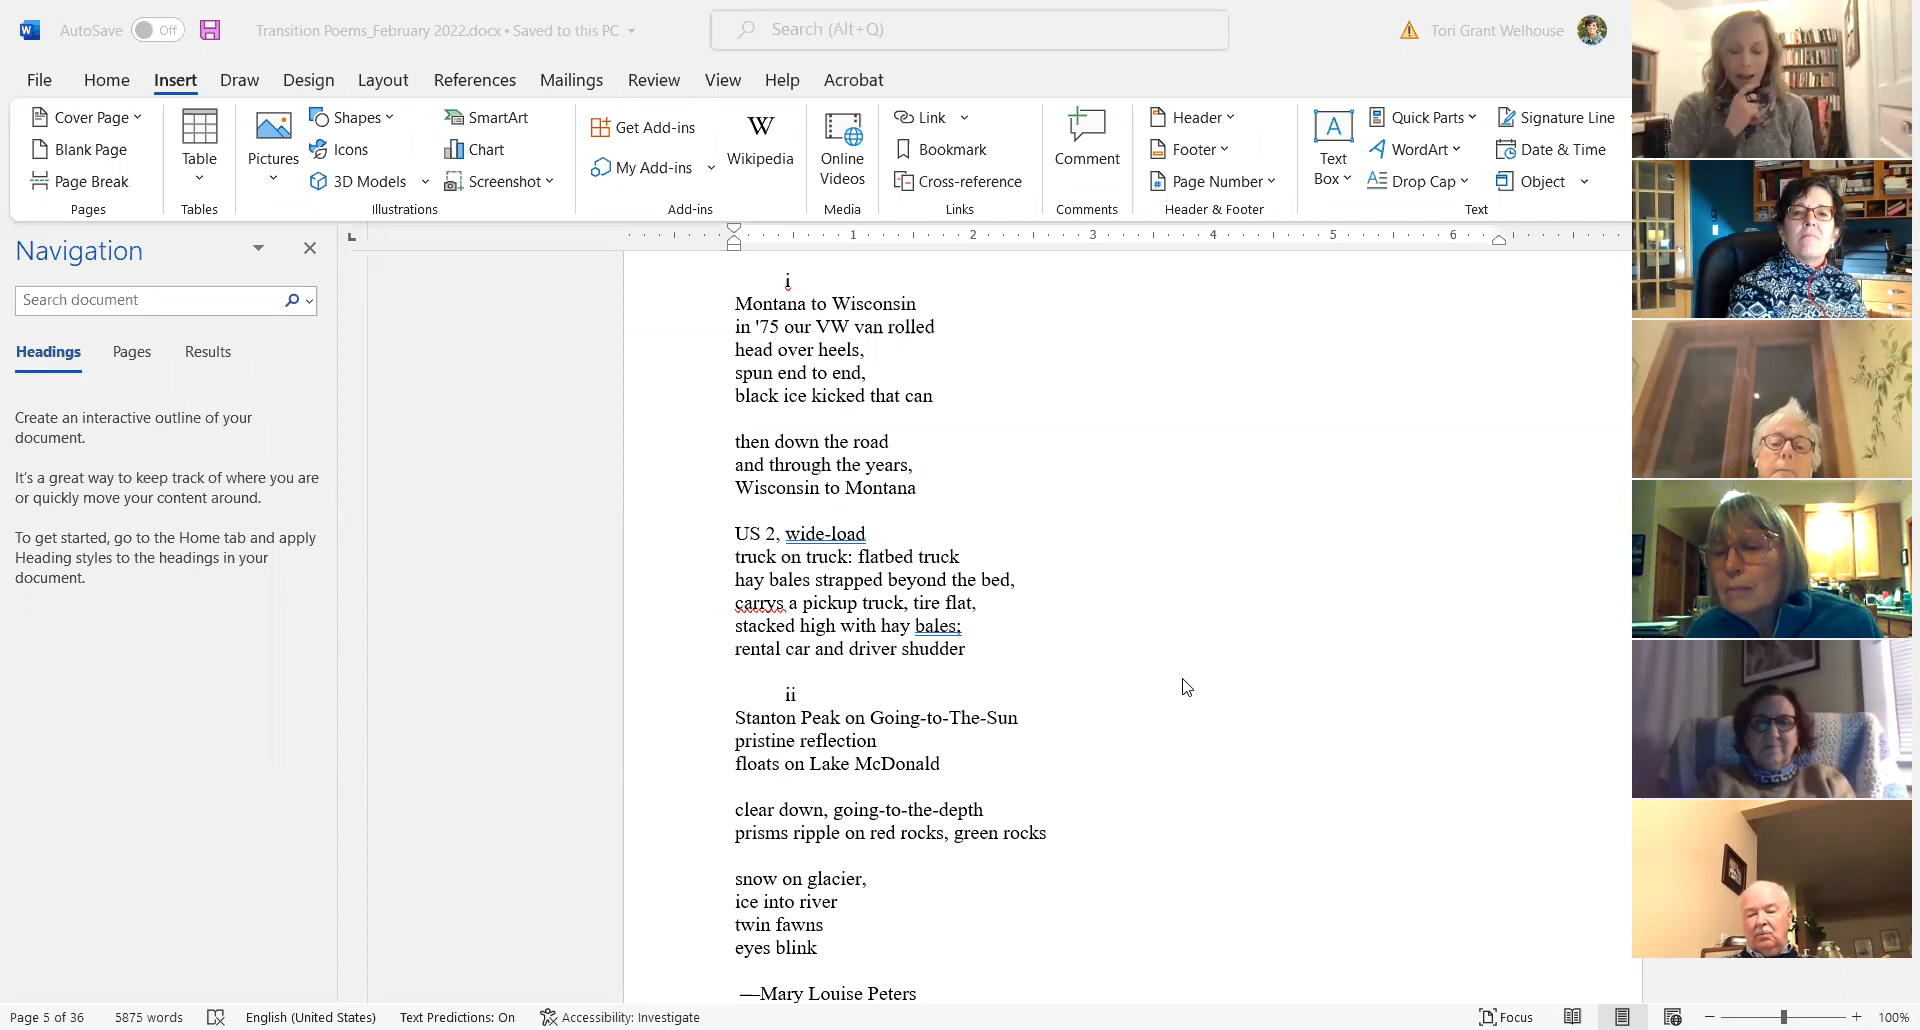 AutoSave Off Transition Poems_February 2022.docx • Saved to this PC Search (Alt+Q) Tori Grant Welhouse
File Home Insert Draw Design Layout References Mailings Review View Help Acrobat
Cover Page
Blank Page
Page Break
Pages
Table
Tables
Pictures
Shapes
Icons
3D Models
SmartArt
Chart
Screenshot
Illustrations
Get Add-ins
My Add-ins
W
Wikipedia
Add-ins
Online
Videos
Media
Link
Bookmark
Cross-reference
Links
Comment
Comments
Header
Footer
Page Number
Header & Footer
A
Text
Box
Quick Parts
WordArt
Drop Cap
Signature Line
Date & Time
Object
Text
1 2 3 4 5 6
Navigation
Search document
Headings Pages Results
Create an interactive outline of your
document.
It's a great way to keep track of where you are
or quickly move your content around.
To get started, go to the Home tab and apply
Heading styles to the headings in your
document.
i
Montana to Wisconsin
in '75 our VW van rolled
head over heels,
spun end to end,
black ice kicked that can
then down the road
and through the years,
Wisconsin to Montana
US 2, wide-load
truck on truck: flatbed truck
hay bales strapped beyond the bed,
carrys a pickup truck, tire flat,
stacked high with hay bales;
rental car and driver shudder
ii
Stanton Peak on Going-to-The-Sun
pristine reflection
floats on Lake McDonald
clear down, going-to-the-depth
prisms ripple on red rocks, green rocks
snow on glacier,
ice into river
twin fawns
eyes blink
—Mary Louise Peters
Page 5 of 36 5875 words English (United States) Text Predictions: On Accessibility: Investigate Focus 100%